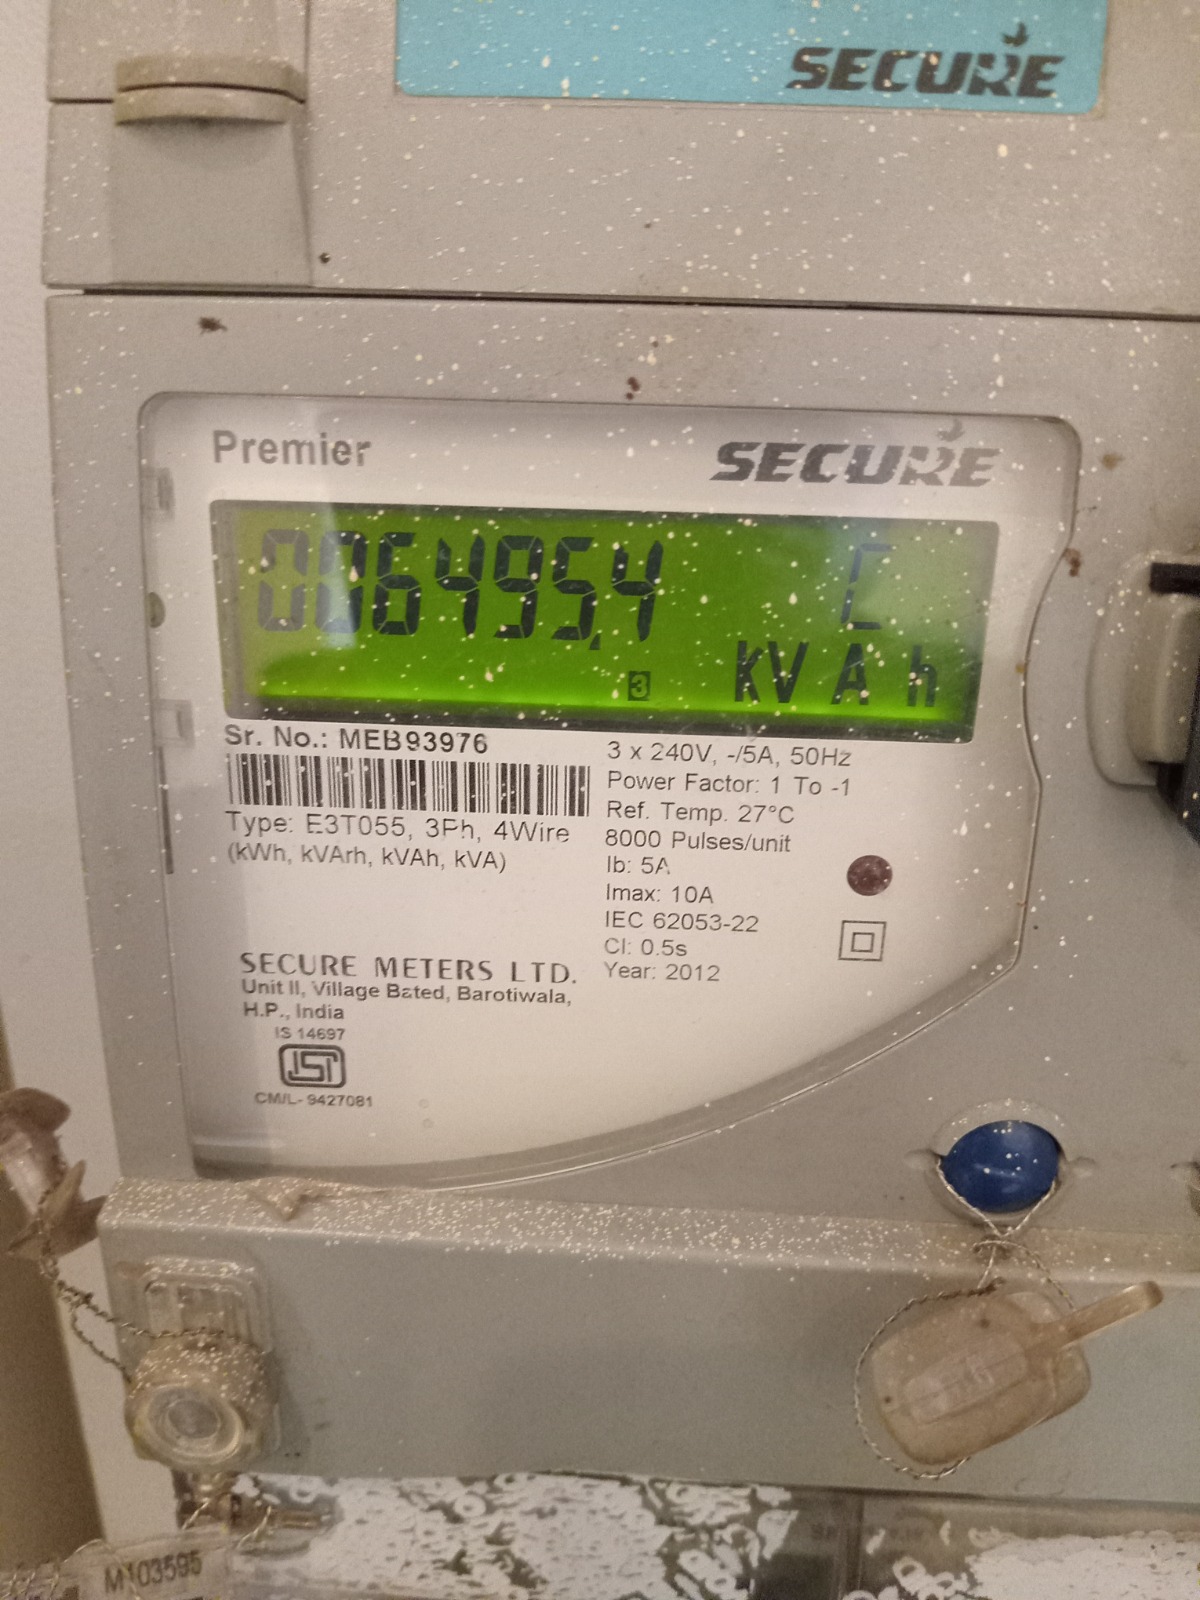 SECURE
Premier
SECURE
006495.4 C
3 kVAh
Sr. No.: MEB93976
Type: E3T055, 3Ph, 4Wire
(kWh, kVArh, kVAh, kVA)
3 x 240V, -/5A, 50Hz
Power Factor: 1 To -1
Ref. Temp. 27°C
8000 Pulses/unit
Ib: 5A
Imax: 10A
IEC 62053-22
Cl: 0.5s
Year: 2012
SECURE METERS LTD.
Unit II, Village Bated, Barotiwala,
H.P., India
IS 14697
ISI
CM/L- 9427081
M103595